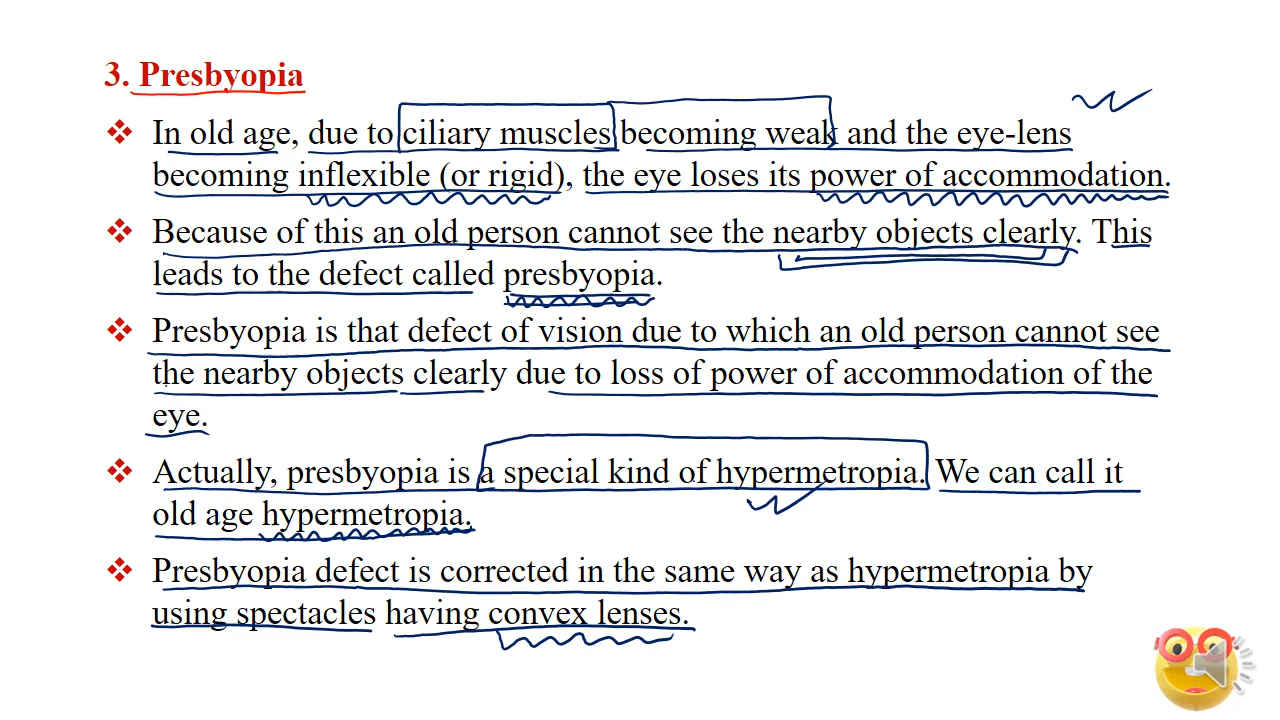 3. Presbyopia
❖ In old age, due to ciliary muscles becoming weak and the eye-lens
becoming inflexible (or rigid), the eye loses its power of accommodation.
❖ Because of this an old person cannot see the nearby objects clearly. This
leads to the defect called presbyopia.
❖ Presbyopia is that defect of vision due to which an old person cannot see
the nearby objects clearly due to loss of power of accommodation of the
eye.
❖ Actually, presbyopia is a special kind of hypermetropia. We can call it
old age hypermetropia.
❖ Presbyopia defect is corrected in the same way as hypermetropia by
using spectacles having convex lenses.